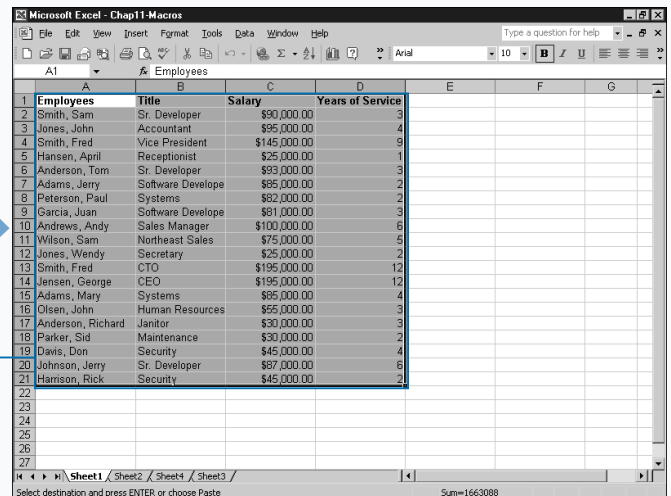 Microsoft Excel - Chap11-Macros
File Edit View Insert Format Tools Data Window Help Type a question for help
Arial 10 B I U
A1 fx Employees
A B C D E F G
1 Employees Title Salary Years of Service
2 Smith, Sam Sr. Developer $90,000.00 3
3 Jones, John Accountant $95,000.00 4
4 Smith, Fred Vice President $145,000.00 9
5 Hansen, April Receptionist $25,000.00 1
6 Anderson, Tom Sr. Developer $93,000.00 3
7 Adams, Jerry Software Develope $85,000.00 2
8 Peterson, Paul Systems $82,000.00 2
9 Garcia, Juan Software Develope $81,000.00 3
10 Andrews, Andy Sales Manager $100,000.00 6
11 Wilson, Sam Northeast Sales $75,000.00 5
12 Jones, Wendy Secretary $25,000.00 2
13 Smith, Fred CTO $195,000.00 12
14 Jensen, George CEO $195,000.00 12
15 Adams, Mary Systems $85,000.00 4
16 Olsen, John Human Resources $55,000.00 3
17 Anderson, Richard Janitor $30,000.00 3
18 Parker, Sid Maintenance $30,000.00 2
19 Davis, Don Security $45,000.00 4
20 Johnson, Jerry Sr. Developer $87,000.00 6
21 Harrison, Rick Security $45,000.00 2
22
23
24
25
26
27
Sheet1 / Sheet2 / Sheet4 / Sheet3 /
Select destination and press ENTER or choose Paste Sum=1663088